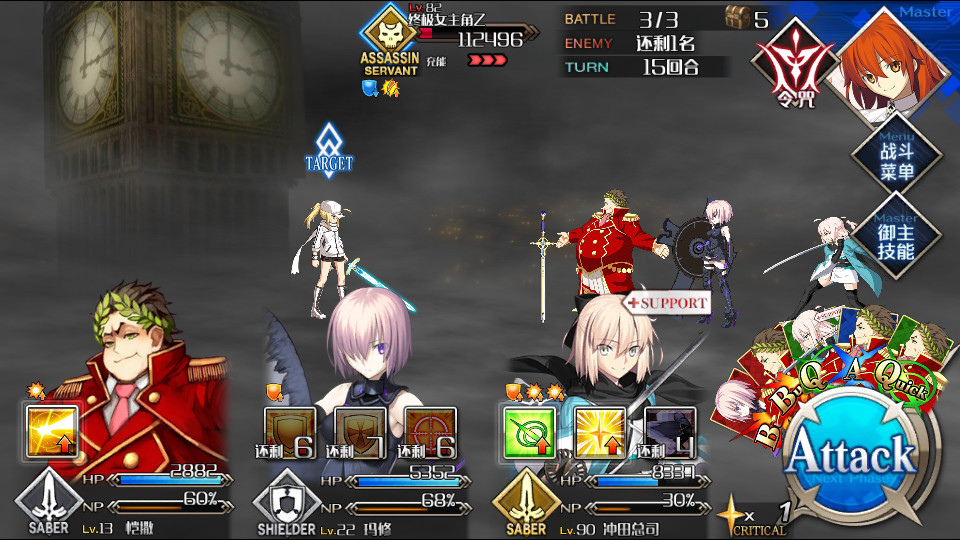 Lv.82
终极女主角Z
112496
ASSASSIN
SERVANT
充能
BATTLE 3/3
5
ENEMY 还剩1名
TURN 15回合
Master
令咒
Menu
战斗
菜单
Master
御主
技能
TARGET
+SUPPORT
SUPPORT
B B Q A Quick
Attack
Next Phase
还剩 6
还剩
还剩 6
还剩
HP 2882
NP 60%
SABER Lv.13 恺撒
HP 5352
NP 68%
SHIELDER Lv.22 玛修
HP
NP 30%
SABER Lv.90 冲田总司
x 1
CRITICAL